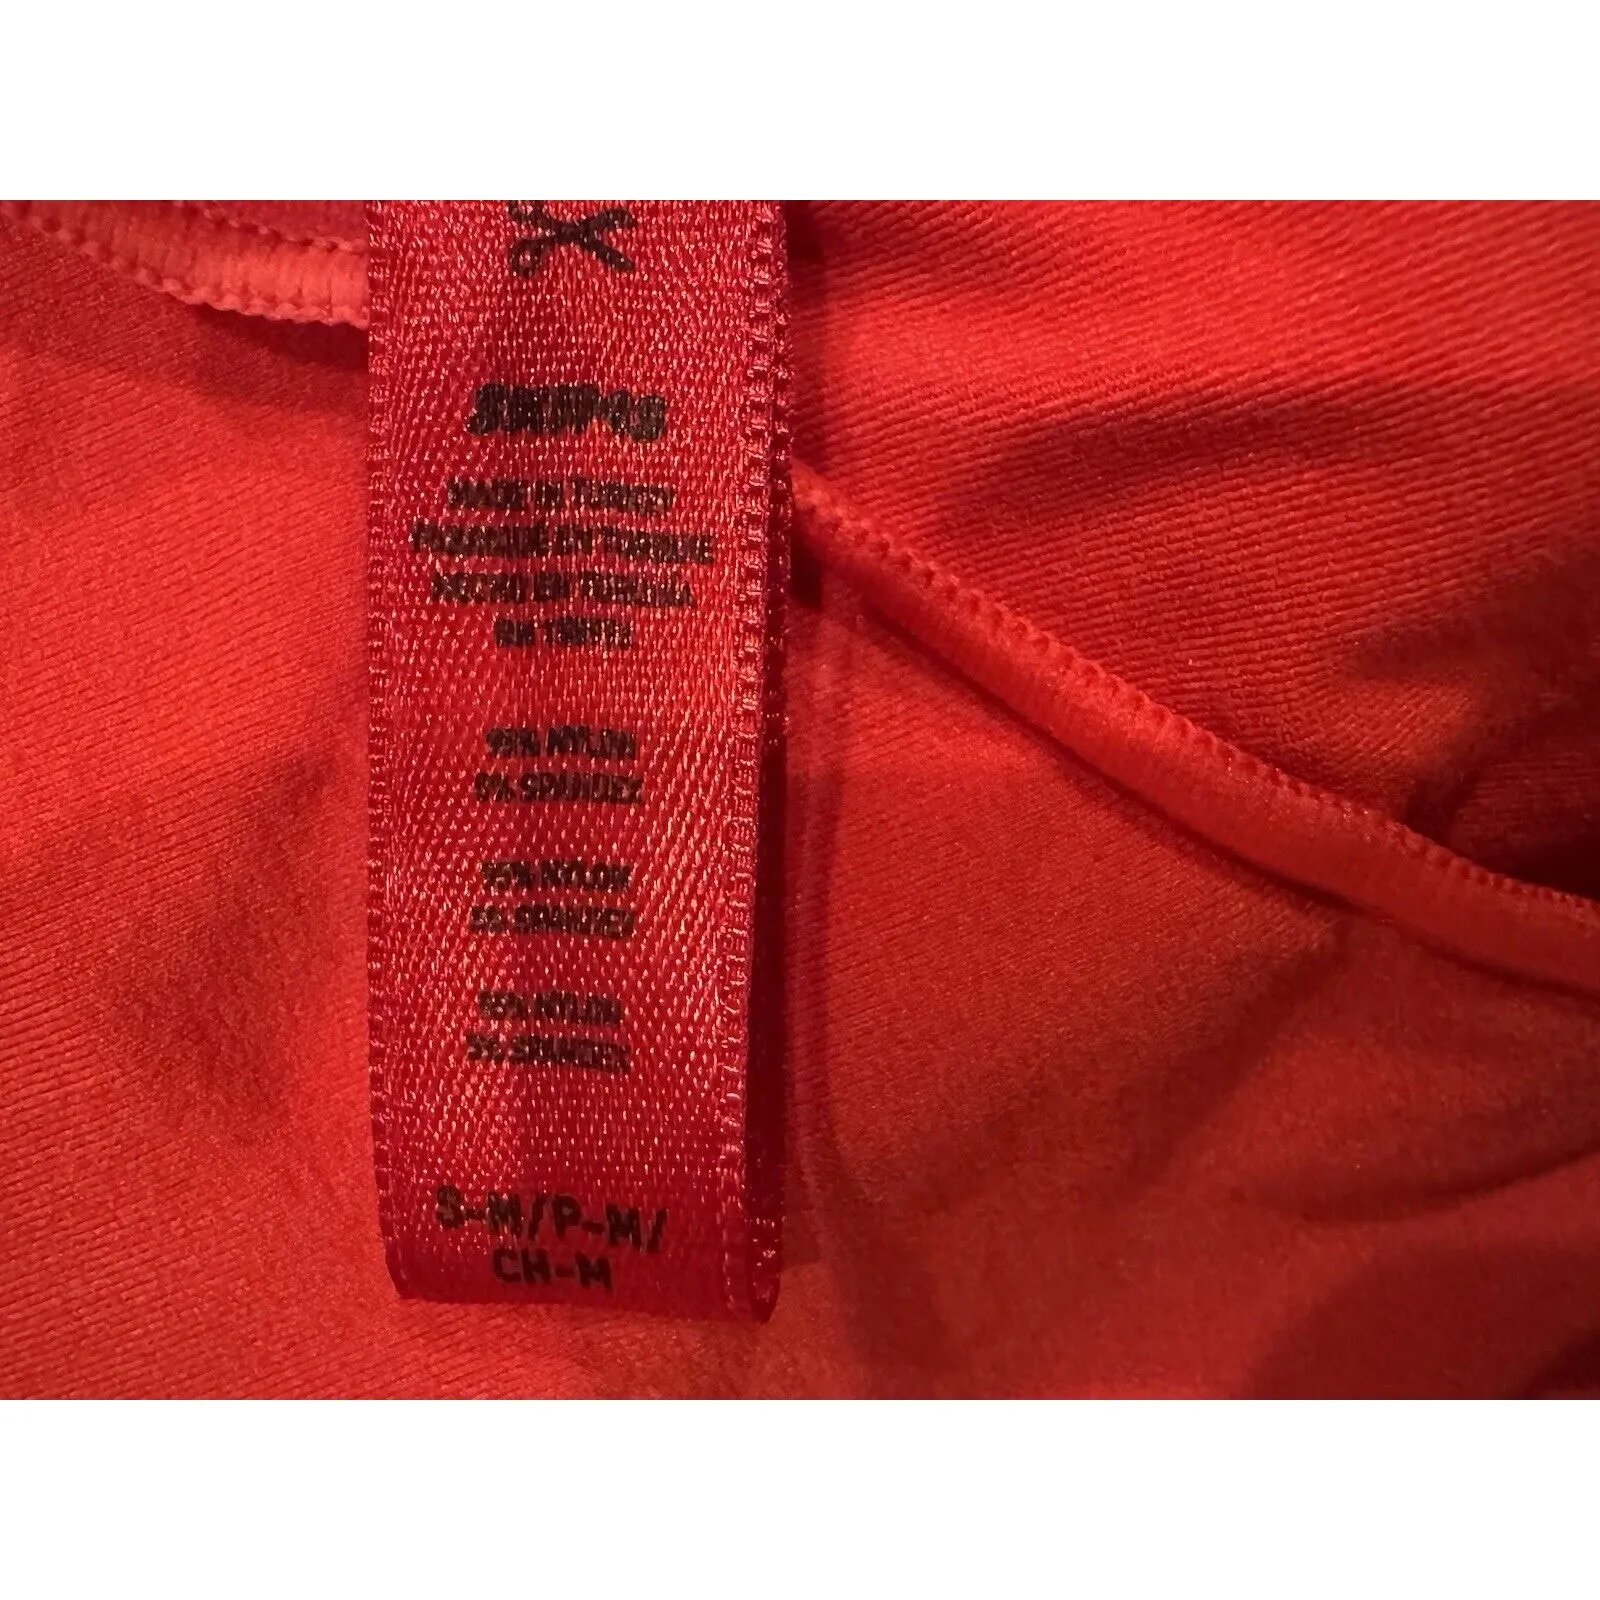 MADE IN TURKEY
FABRIQUÉ EN TURQUIE
HECHO EN TURQUÍA
95% NYLON
5% SPANDEX
95% NYLON
5% SPANDEX
95% NYLON
5% SPANDEX
S-M/P-M/
CH-M